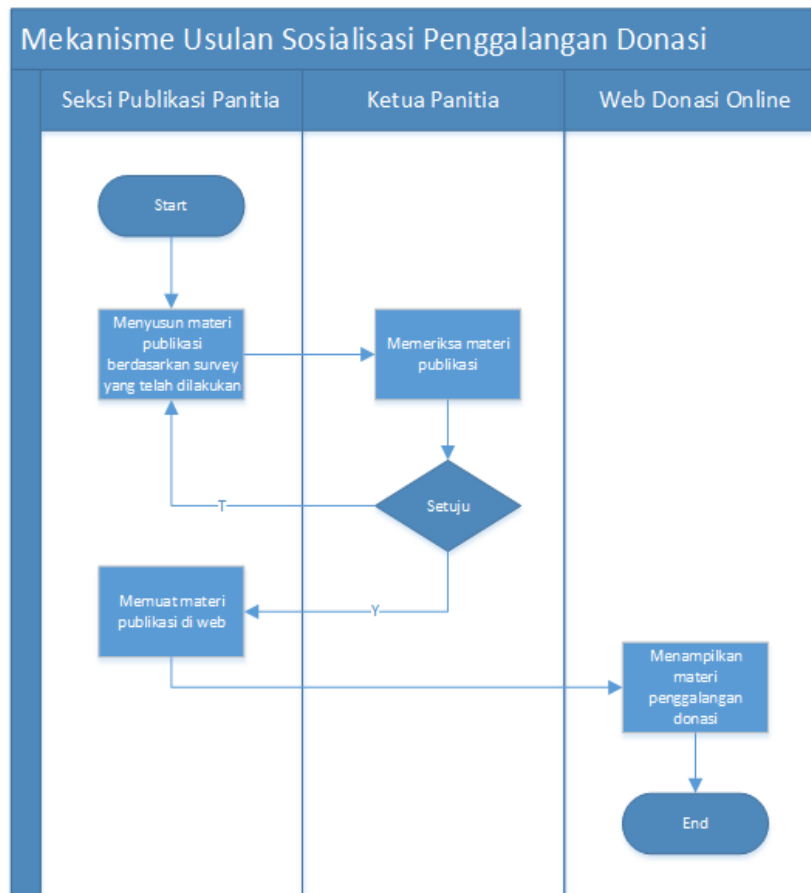 Mekanisme Usulan Sosialisasi Penggalangan Donasi
Seksi Publikasi Panitia
Ketua Panitia
Web Donasi Online
Start
Menyusun materi
publikasi
berdasarkan survey
yang telah dilakukan
Memeriksa materi
publikasi
Setuju
T
Y
Memuat materi
publikasi di web
Menampilkan
materi
penggalangan
donasi
End